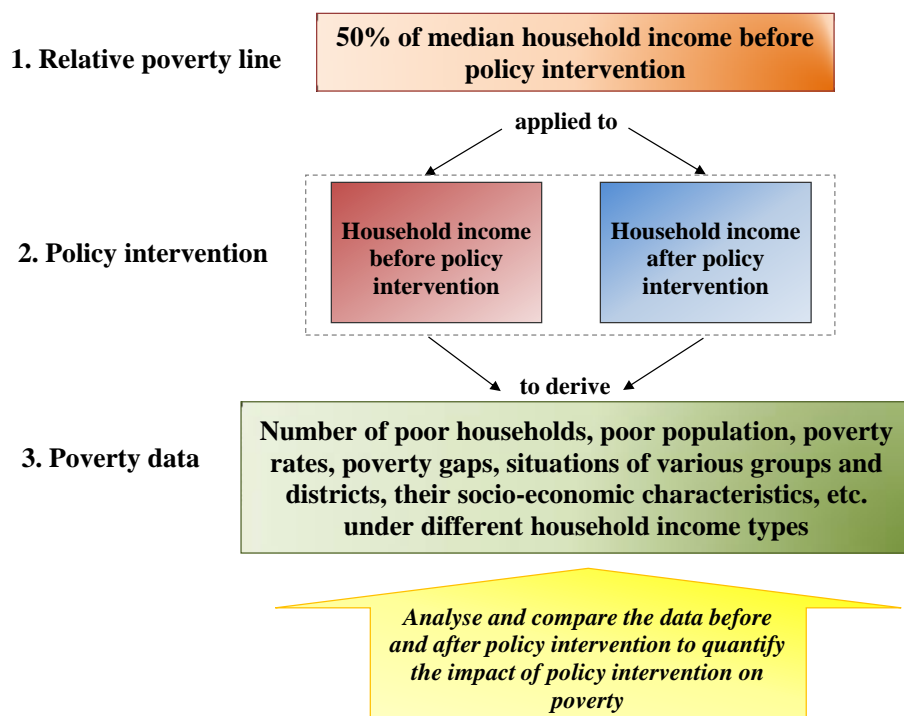 1. Relative poverty line
50% of median household income before
policy intervention
applied to
2. Policy intervention
Household income
before policy
intervention
Household income
after policy
intervention
to derive
3. Poverty data
Number of poor households, poor population, poverty
rates, poverty gaps, situations of various groups and
districts, their socio-economic characteristics, etc.
under different household income types
Analyse and compare the data before
and after policy intervention to quantify
the impact of policy intervention on
poverty